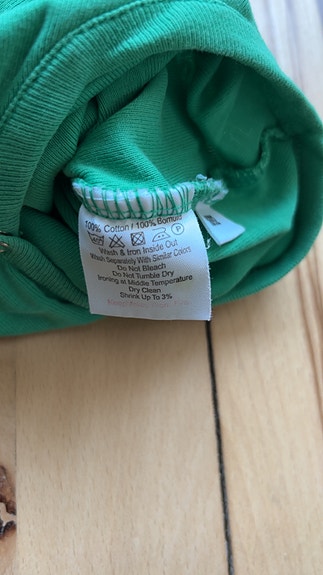 100% Cotton / 100% Bomuld
Wash & Iron Inside Out
Wash Separately With Similar Colors
Do Not Bleach
Do Not Tumble Dry
Ironing at Middle Temperature
Dry Clean
Shrink Up To 3%